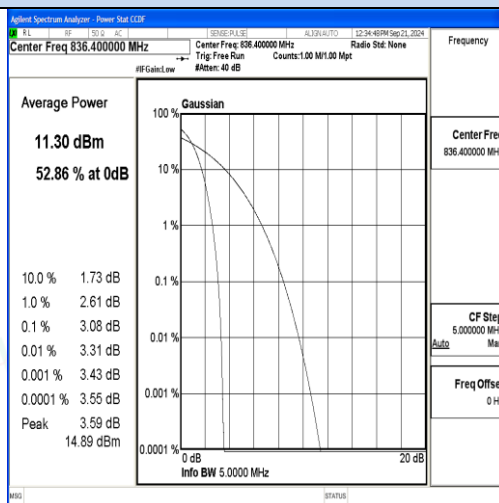 Agilent Spectrum Analyzer - Power Stat CCDF
RL RF 50 Ω AC SENSE:PULSE ALIGN AUTO 12:34:48 PM Sep 21, 2024
Center Freq 836.400000 MHz
Center Freq: 836.400000 MHz Radio Std: None
Trig: Free Run Counts:1.00 M/1.00 Mpt
#IFGain:Low #Atten: 40 dB
Frequency
Average Power
11.30 dBm
52.86 % at 0dB
10.0 % 1.73 dB
1.0 % 2.61 dB
0.1 % 3.08 dB
0.01 % 3.31 dB
0.001 % 3.43 dB
0.0001 % 3.55 dB
Peak 3.59 dB
14.89 dBm
Gaussian
100 %
10 %
1 %
0.1 %
0.01 %
0.001 %
0.0001 %
0 dB 20 dB
Info BW 5.0000 MHz
Center Fre
836.400000 MH
CF Step
5.000000 MH
Auto Ma
Freq Offse
0 H
MSG STATUS